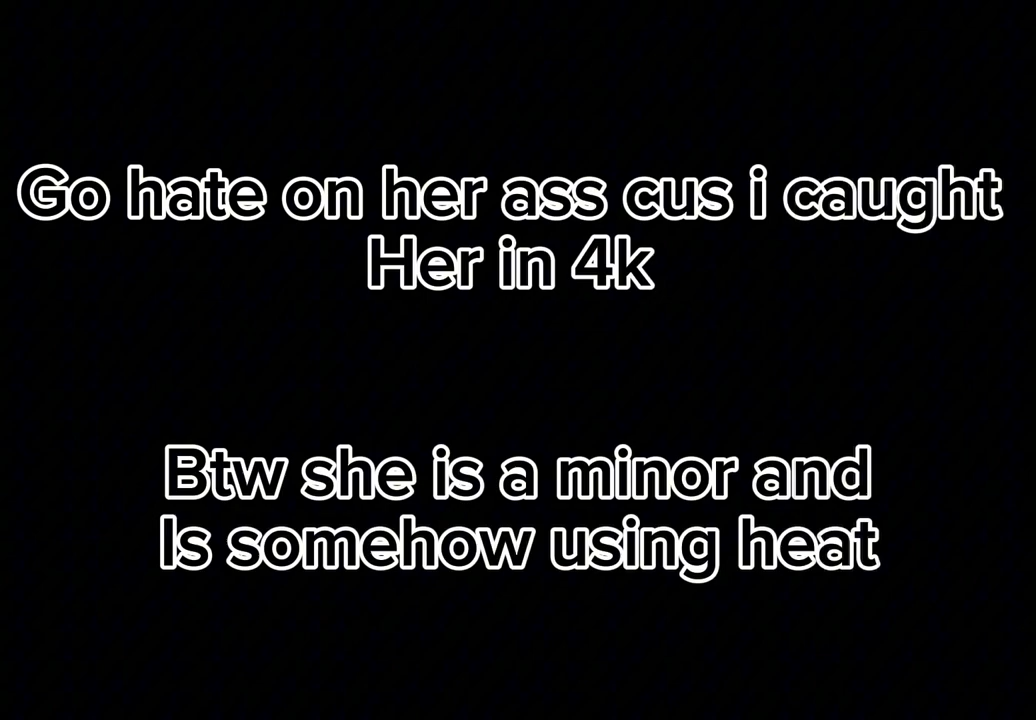 Go hate on her ass cus i caught
Her in 4k
Btw she is a minor and
Is somehow using heat